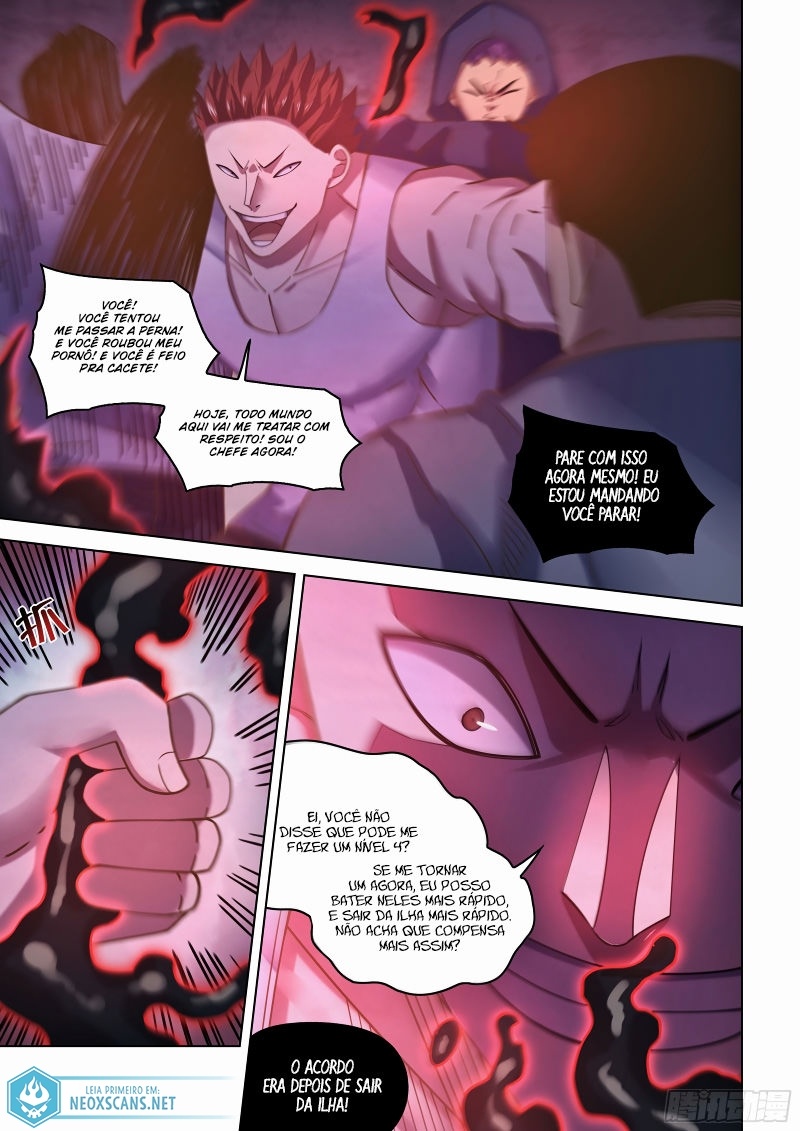 VOCÊ!
VOCÊ TENTOU
ME PASSAR A PERNA!
E VOCÊ ROUBOU MEU
PORNÔ! E VOCÊ É FEIO
PRA CACETE!
HOJE, TODO MUNDO
AQUI VAI ME TRATAR COM
RESPEITO! SOU O
CHEFE AGORA!
PARE COM ISSO
AGORA MESMO! EU
ESTOU MANDANDO
VOCÊ PARAR!
抓
EI, VOCÊ NÃO
DISSE QUE PODE ME
FAZER UM NÍVEL 4?
SE ME TORNAR
UM AGORA, EU POSSO
BATER NELES MAIS RÁPIDO,
E SAIR DA ILHA MAIS RÁPIDO.
NÃO ACHA QUE COMPENSA
MAIS ASSIM?
O ACORDO
ERA DEPOIS DE SAIR
DA ILHA!
LEIA PRIMEIRO EM:
NEOXSCANS.NET
腾讯动漫